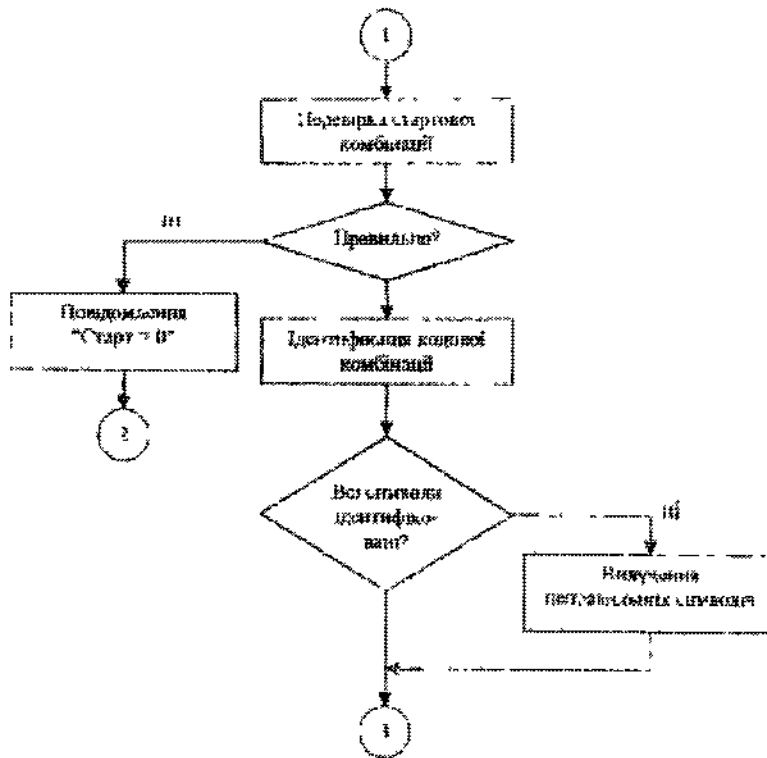 1
Перевірка стартової
комбінації
ні
Правильно?
Повідомлення
"Старт = 0"
Ідентифікація кодової
комбінації
2
Всі символи
ідентифіко-
вані?
ні
Вилучення
неправильних символів
3